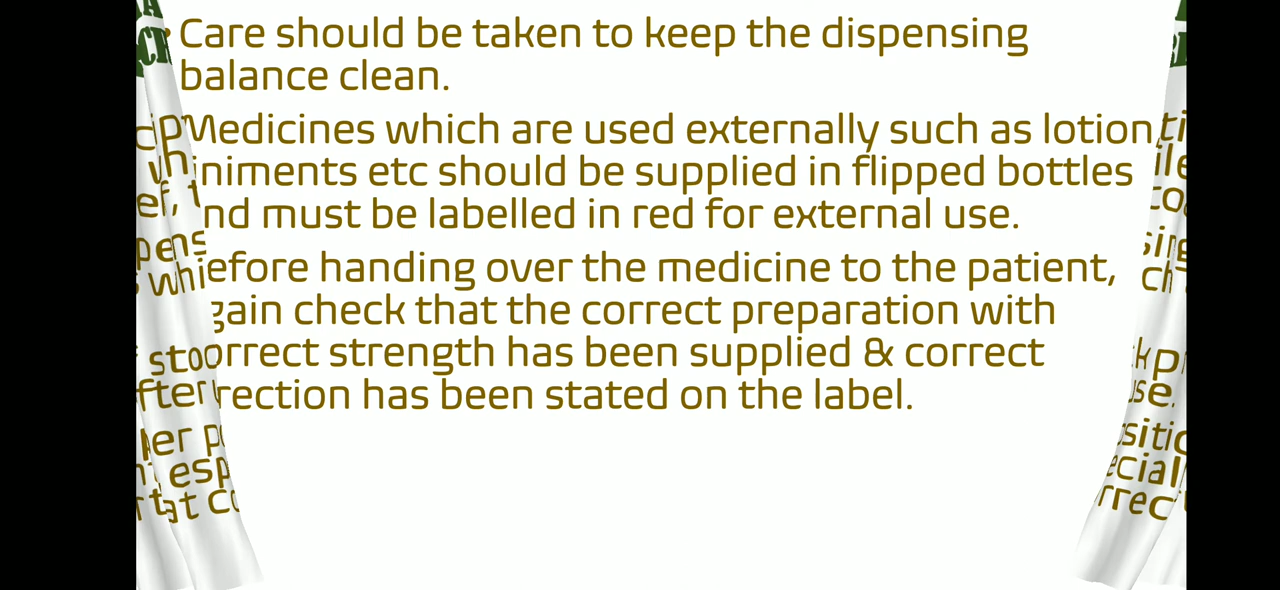 Care should be taken to keep the dispensing
balance clean.
Medicines which are used externally such as lotion
iniments etc should be supplied in flipped bottles
nd must be labelled in red for external use.
efore handing over the medicine to the patient,
gain check that the correct preparation with
orrect strength has been supplied & correct
rection has been stated on the label.